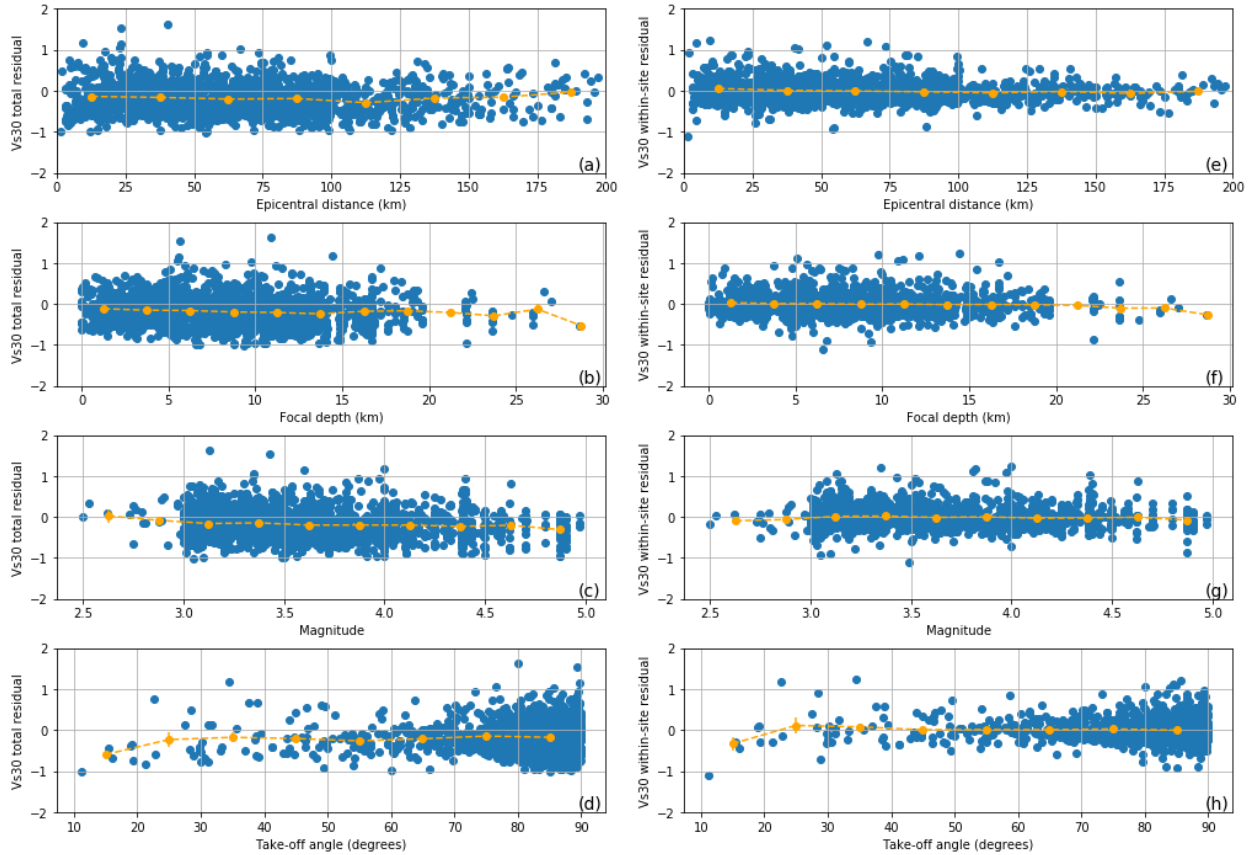 2
1
0
−1
−2
Vs30 total residual
(a)
0 25 50 75 100 125 150 175 200
Epicentral distance (km)
2
1
0
−1
−2
Vs30 within-site residual
(e)
0 25 50 75 100 125 150 175 200
Epicentral distance (km)
2
1
0
−1
−2
Vs30 total residual
(b)
0 5 10 15 20 25 30
Focal depth (km)
2
1
0
−1
−2
Vs30 within-site residual
(f)
0 5 10 15 20 25 30
Focal depth (km)
2
1
0
−1
−2
Vs30 total residual
(c)
2.5 3.0 3.5 4.0 4.5 5.0
Magnitude
2
1
0
−1
−2
Vs30 within-site residual
(g)
2.5 3.0 3.5 4.0 4.5 5.0
Magnitude
2
1
0
−1
−2
Vs30 total residual
(d)
10 20 30 40 50 60 70 80 90
Take-off angle (degrees)
2
1
0
−1
−2
Vs30 within-site residual
(h)
10 20 30 40 50 60 70 80 90
Take-off angle (degrees)